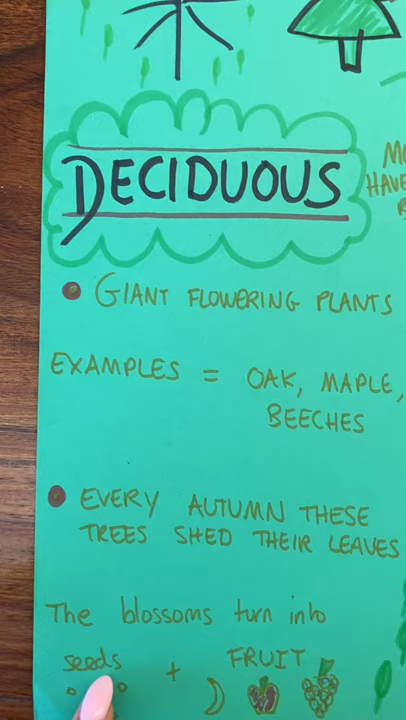 DECIDUOUS
HAVE
GIANT FLOWERING PLANTS
EXAMPLES = OAK, MAPLE,
BEECHES
EVERY AUTUMN THESE
TREES SHED THEIR LEAVES
The blossoms turn into
seeds + FRUIT